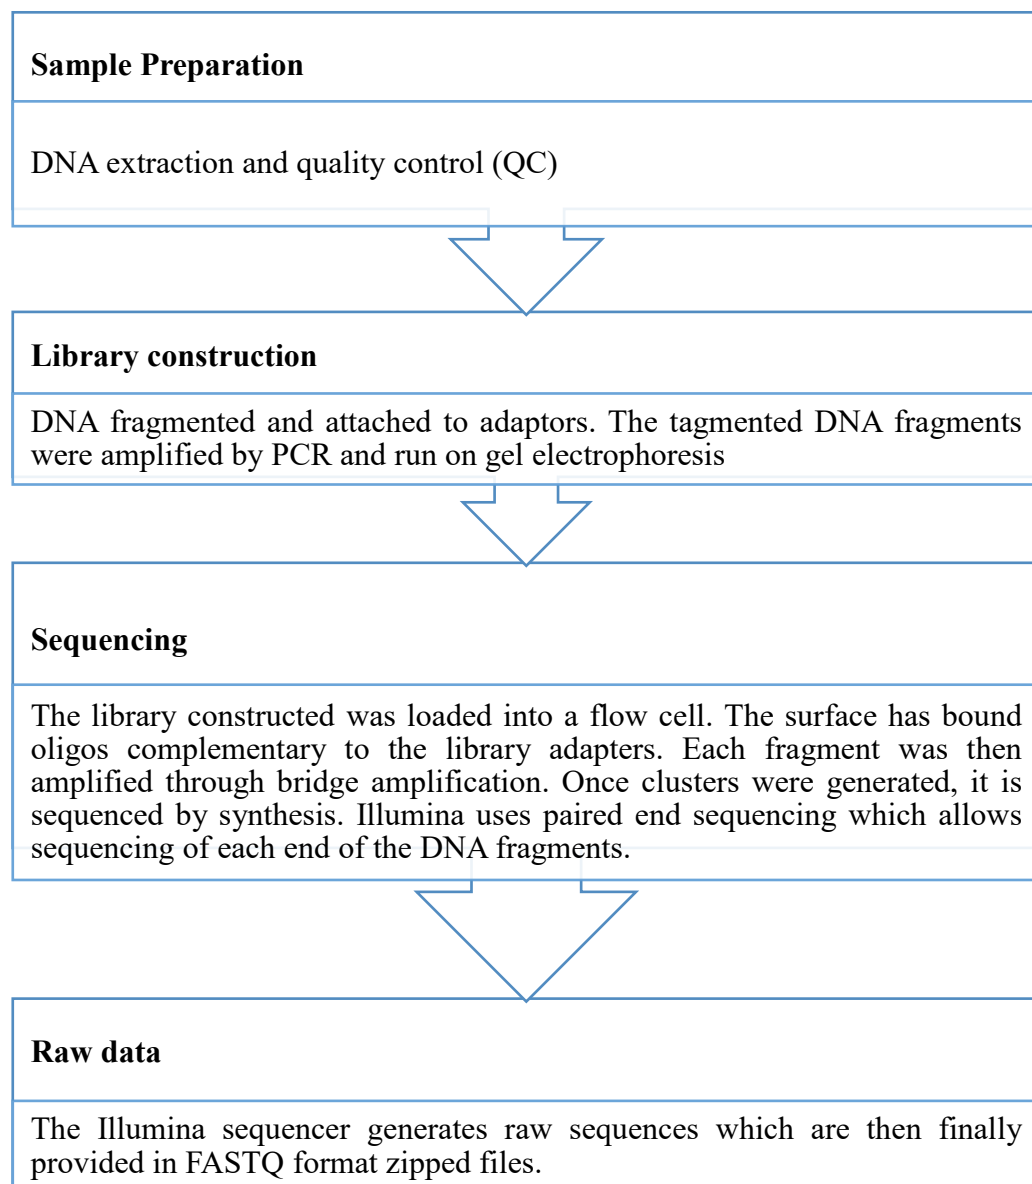 Sample Preparation
DNA extraction and quality control (QC)
Library construction
DNA fragmented and attached to adaptors. The tagmented DNA fragments
were amplified by PCR and run on gel electrophoresis
Sequencing
The library constructed was loaded into a flow cell. The surface has bound
oligos complementary to the library adapters. Each fragment was then
amplified through bridge amplification. Once clusters were generated, it is
sequenced by synthesis. Illumina uses paired end sequencing which allows
sequencing of each end of the DNA fragments.
Raw data
The Illumina sequencer generates raw sequences which are then finally
provided in FASTQ format zipped files.